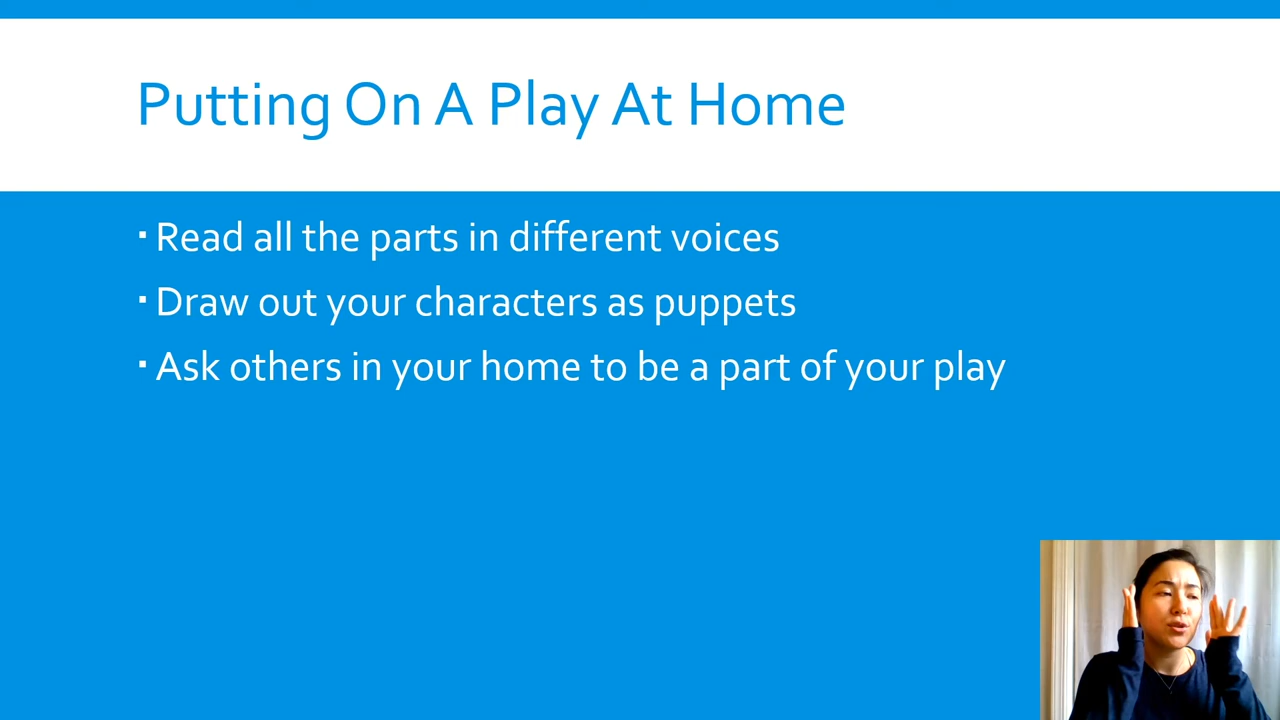 Putting On A Play At Home
▪ Read all the parts in different voices
▪ Draw out your characters as puppets
▪ Ask others in your home to be a part of your play